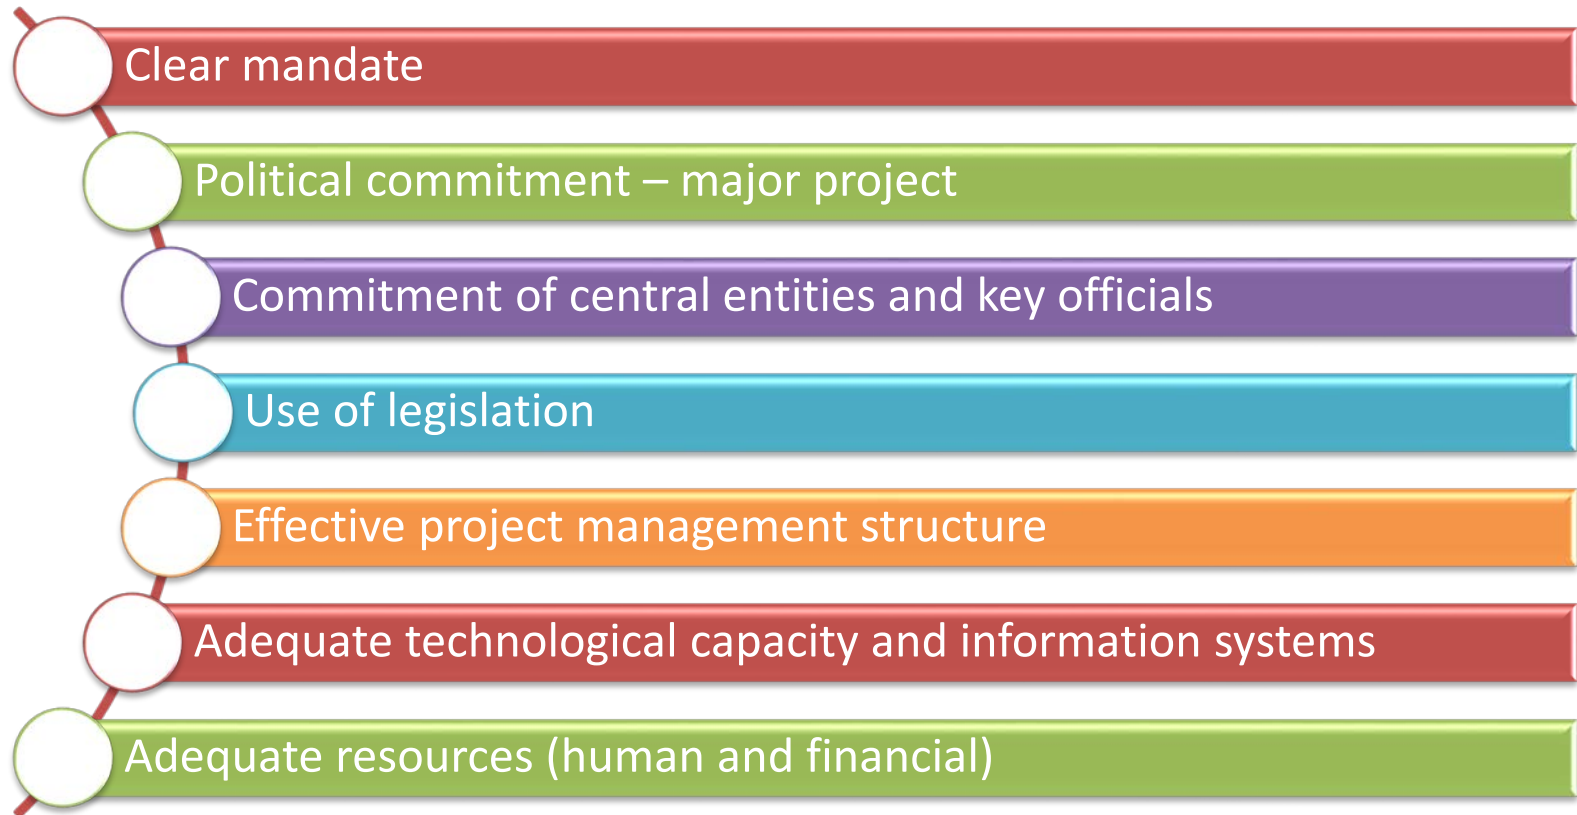 Clear mandate
Political commitment – major project
Commitment of central entities and key officials
Use of legislation
Effective project management structure
Adequate technological capacity and information systems
Adequate resources (human and financial)